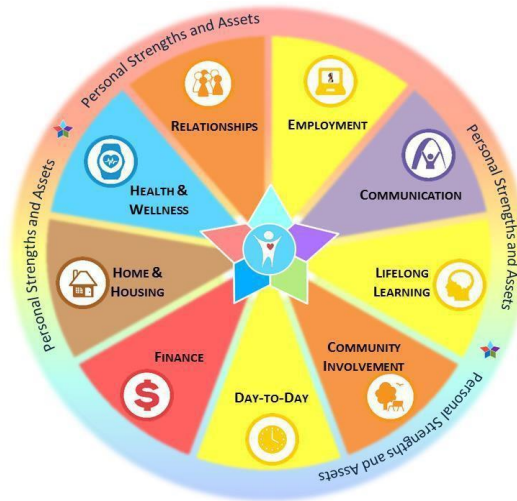 Personal Strengths and Assets
Personal Strengths and Assets
Personal Strengths and Assets
Personal Strengths and Assets
RELATIONSHIPS
EMPLOYMENT
COMMUNICATION
LIFELONG
LEARNING
COMMUNITY
INVOLVEMENT
DAY-TO-DAY
FINANCE
$
HOME &
HOUSING
HEALTH &
WELLNESS